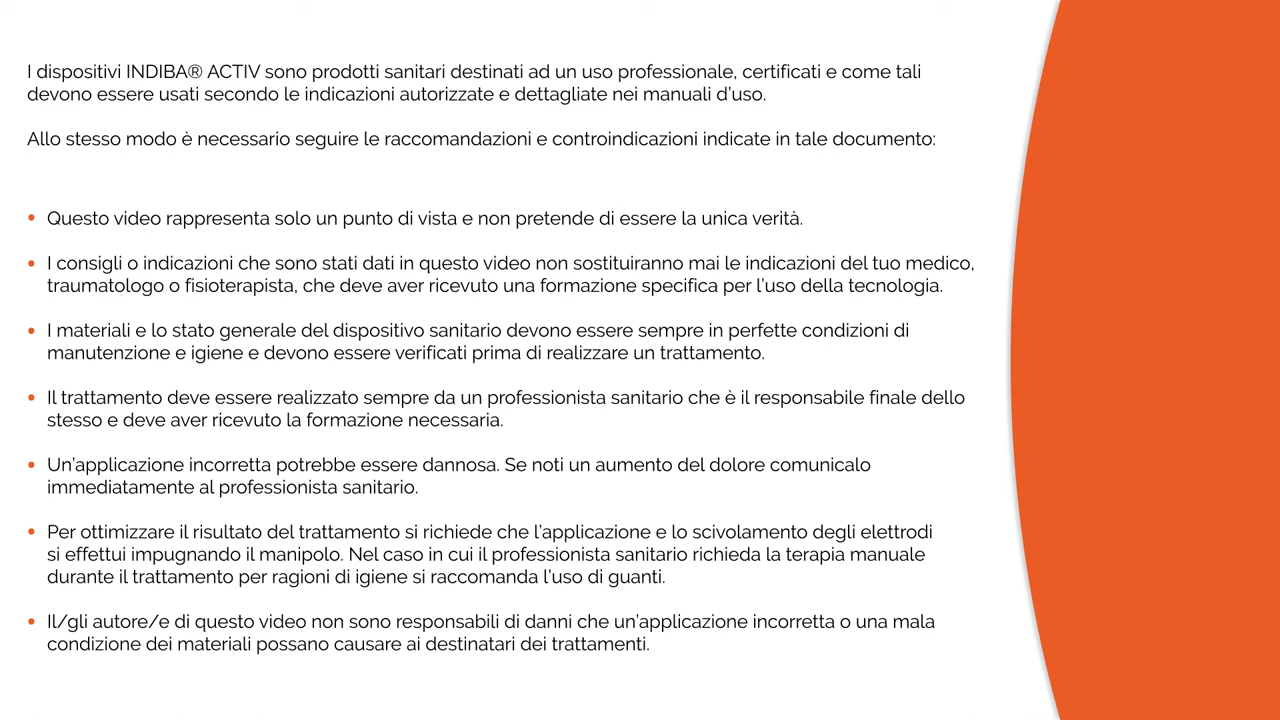 I dispositivi INDIBA® ACTIV sono prodotti sanitari destinati ad un uso professionale, certificati e come tali
devono essere usati secondo le indicazioni autorizzate e dettagliate nei manuali d'uso.
Allo stesso modo è necessario seguire le raccomandazioni e controindicazioni indicate in tale documento:
• Questo video rappresenta solo un punto di vista e non pretende di essere la unica verità.
• I consigli o indicazioni che sono stati dati in questo video non sostituiranno mai le indicazioni del tuo medico,
traumatologo o fisioterapista, che deve aver ricevuto una formazione specifica per l'uso della tecnologia.
• I materiali e lo stato generale del dispositivo sanitario devono essere sempre in perfette condizioni di
manutenzione e igiene e devono essere verificati prima di realizzare un trattamento.
• Il trattamento deve essere realizzato sempre da un professionista sanitario che è il responsabile finale dello
stesso e deve aver ricevuto la formazione necessaria.
• Un'applicazione incorretta potrebbe essere dannosa. Se noti un aumento del dolore comunicalo
immediatamente al professionista sanitario.
• Per ottimizzare il risultato del trattamento si richiede che l'applicazione e lo scivolamento degli elettrodi
si effettui impugnando il manipolo. Nel caso in cui il professionista sanitario richieda la terapia manuale
durante il trattamento per ragioni di igiene si raccomanda l'uso di guanti.
• Il/gli autore/e di questo video non sono responsabili di danni che un'applicazione incorretta o una mala
condizione dei materiali possano causare ai destinatari dei trattamenti.